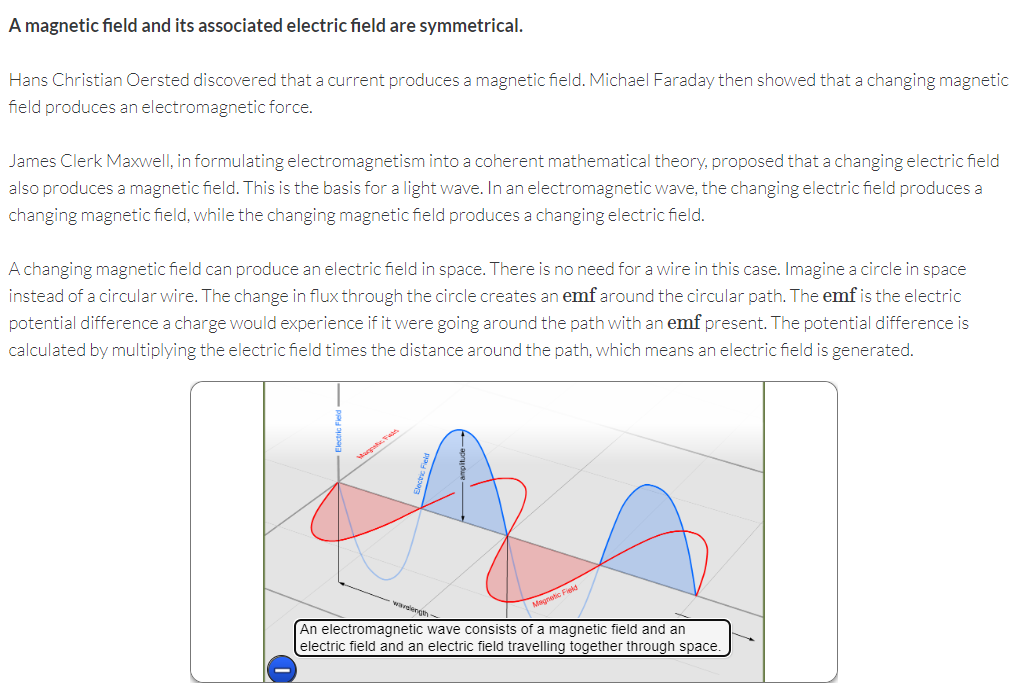 A magnetic field and its associated electric field are symmetrical.
Hans Christian Oersted discovered that a current produces a magnetic field. Michael Faraday then showed that a changing magnetic
field produces an electromagnetic force.
James Clerk Maxwell, in formulating electromagnetism into a coherent mathematical theory, proposed that a changing electric field
also produces a magnetic field. This is the basis for a light wave. In an electromagnetic wave, the changing electric field produces a
changing magnetic field, while the changing magnetic field produces a changing electric field.
A changing magnetic field can produce an electric field in space. There is no need for a wire in this case. Imagine a circle in space
instead of a circular wire. The change in flux through the circle creates an emf around the circular path. The emf is the electric
potential difference a charge would experience if it were going around the path with an emf present. The potential difference is
calculated by multiplying the electric field times the distance around the path, which means an electric field is generated.
Electric Field
Magnetic Field
Electric Field
amplitude
Magnetic Field
wavelength
An electromagnetic wave consists of a magnetic field and an
electric field and an electric field travelling together through space.